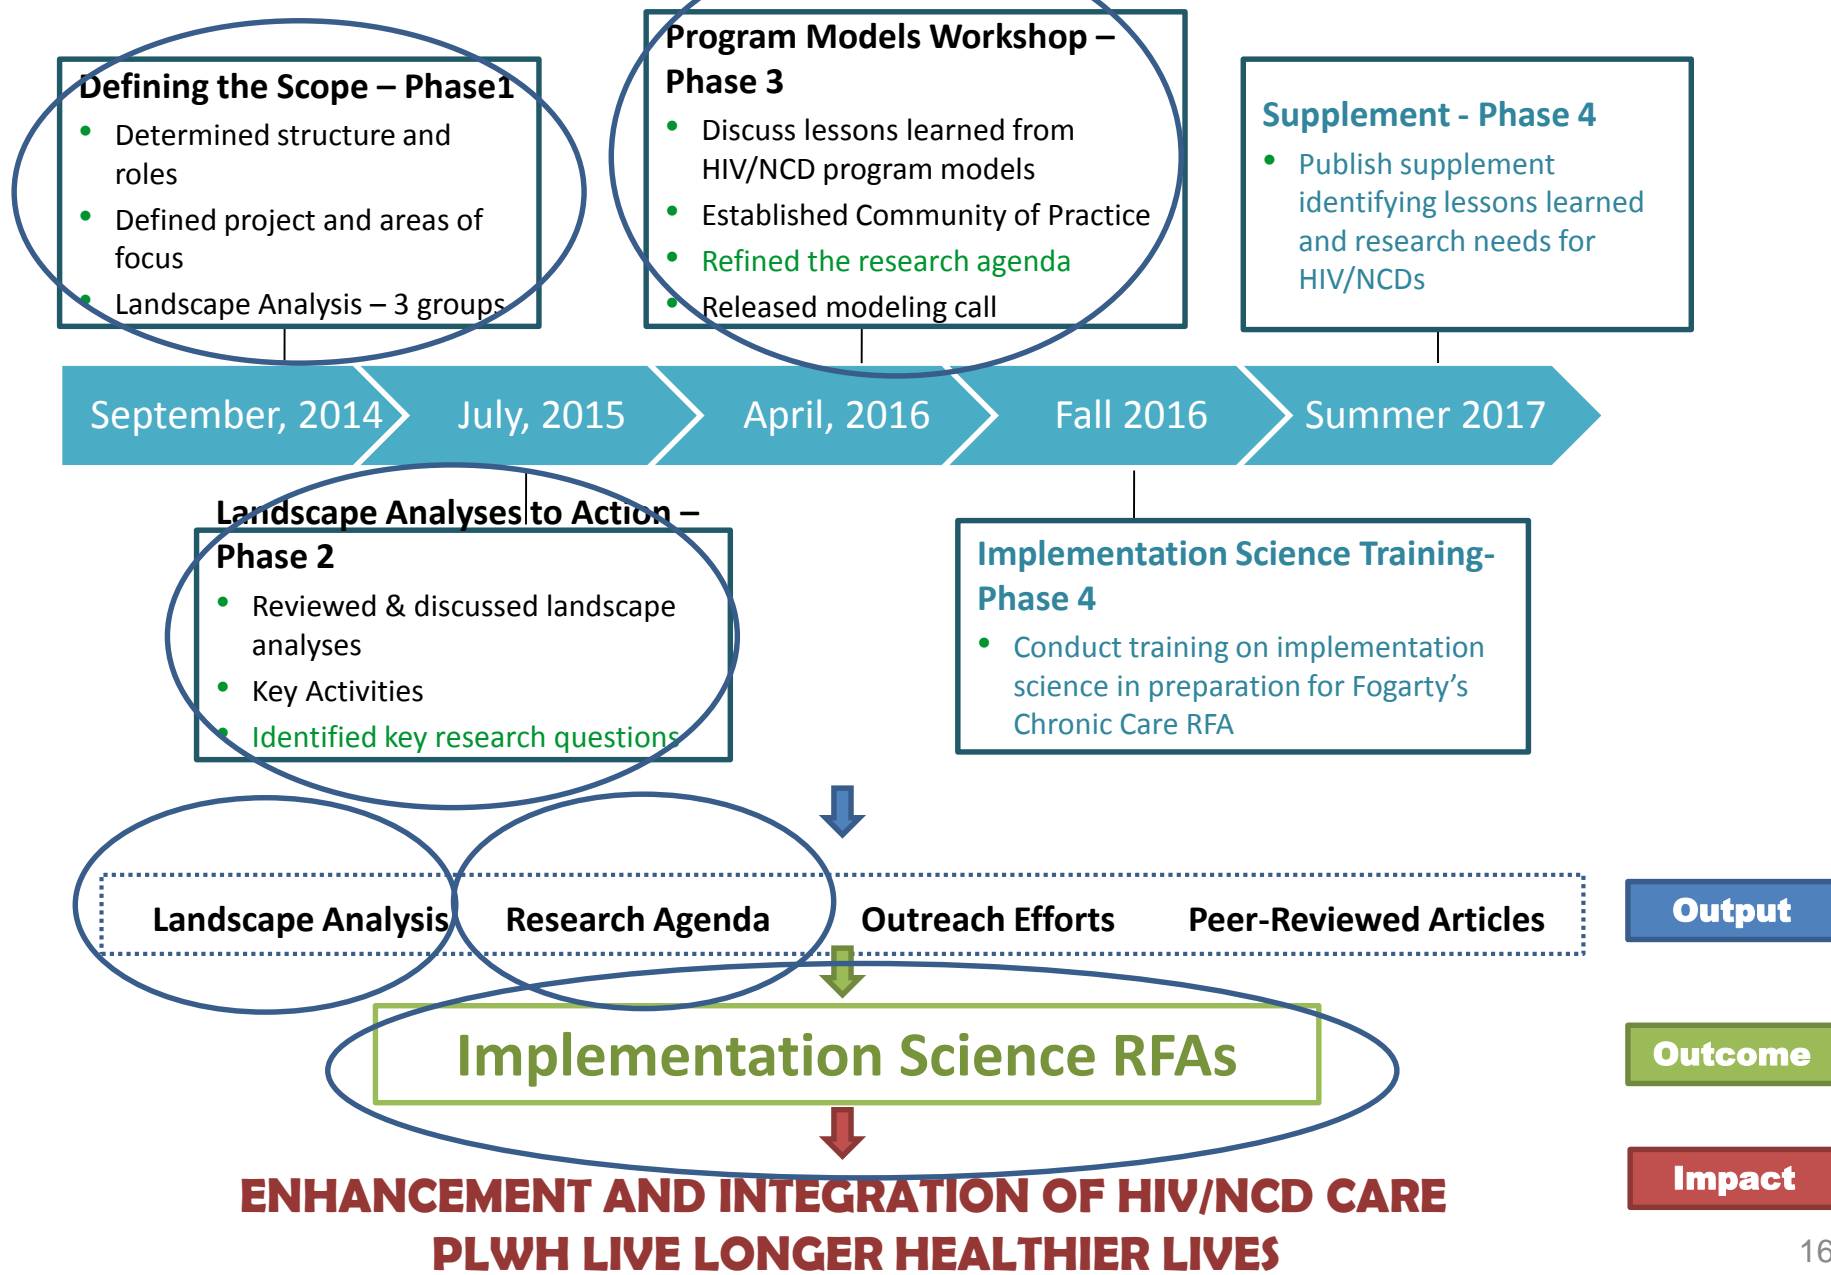 Defining the Scope – Phase1
• Determined structure and
roles
• Defined project and areas of
focus
• Landscape Analysis – 3 groups
Program Models Workshop –
Phase 3
• Discuss lessons learned from
HIV/NCD program models
• Established Community of Practice
• Refined the research agenda
• Released modeling call
Supplement - Phase 4
• Publish supplement
identifying lessons learned
and research needs for
HIV/NCDs
September, 2014
July, 2015
April, 2016
Fall 2016
Summer 2017
Landscape Analyses to Action –
Phase 2
• Reviewed & discussed landscape
analyses
• Key Activities
• Identified key research questions
Implementation Science Training-
Phase 4
• Conduct training on implementation
science in preparation for Fogarty’s
Chronic Care RFA
Landscape Analysis
Research Agenda
Outreach Efforts
Peer-Reviewed Articles
Output
Implementation Science RFAs
Outcome
Impact
ENHANCEMENT AND INTEGRATION OF HIV/NCD CARE
PLWH LIVE LONGER HEALTHIER LIVES
16